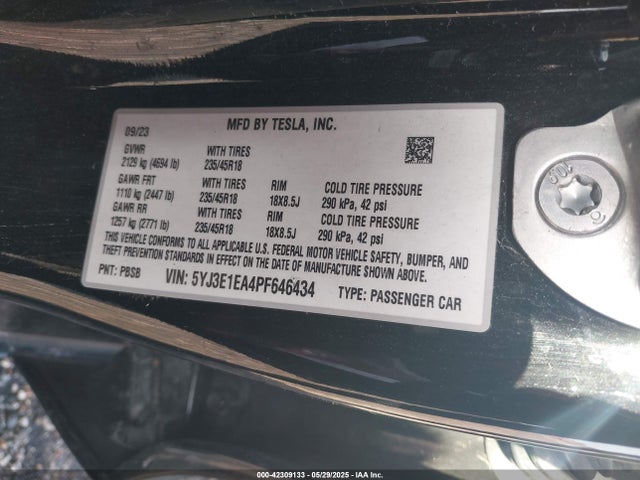 MFD BY TESLA, INC.
09/23
GVWR WITH TIRES
2129 kg (4694 lb) 235/45R18
GAWR FRT WITH TIRES RIM COLD TIRE PRESSURE
1110 kg (2447 lb) 235/45R18 18X8.5J 290 kPa, 42 psi
GAWR RR WITH TIRES RIM COLD TIRE PRESSURE
1257 kg (2771 lb) 235/45R18 18X8.5J 290 kPa, 42 psi
THIS VEHICLE CONFORMS TO ALL APPLICABLE U.S. FEDERAL MOTOR VEHICLE SAFETY, BUMPER, AND
THEFT PREVENTION STANDARDS IN EFFECT ON THE DATE OF MANUFACTURE SHOWN ABOVE.
PNT: PBSB VIN: 5YJ3E1EA4PF646434 TYPE: PASSENGER CAR
000-42309133 - 05/29/2025 - IAA Inc.